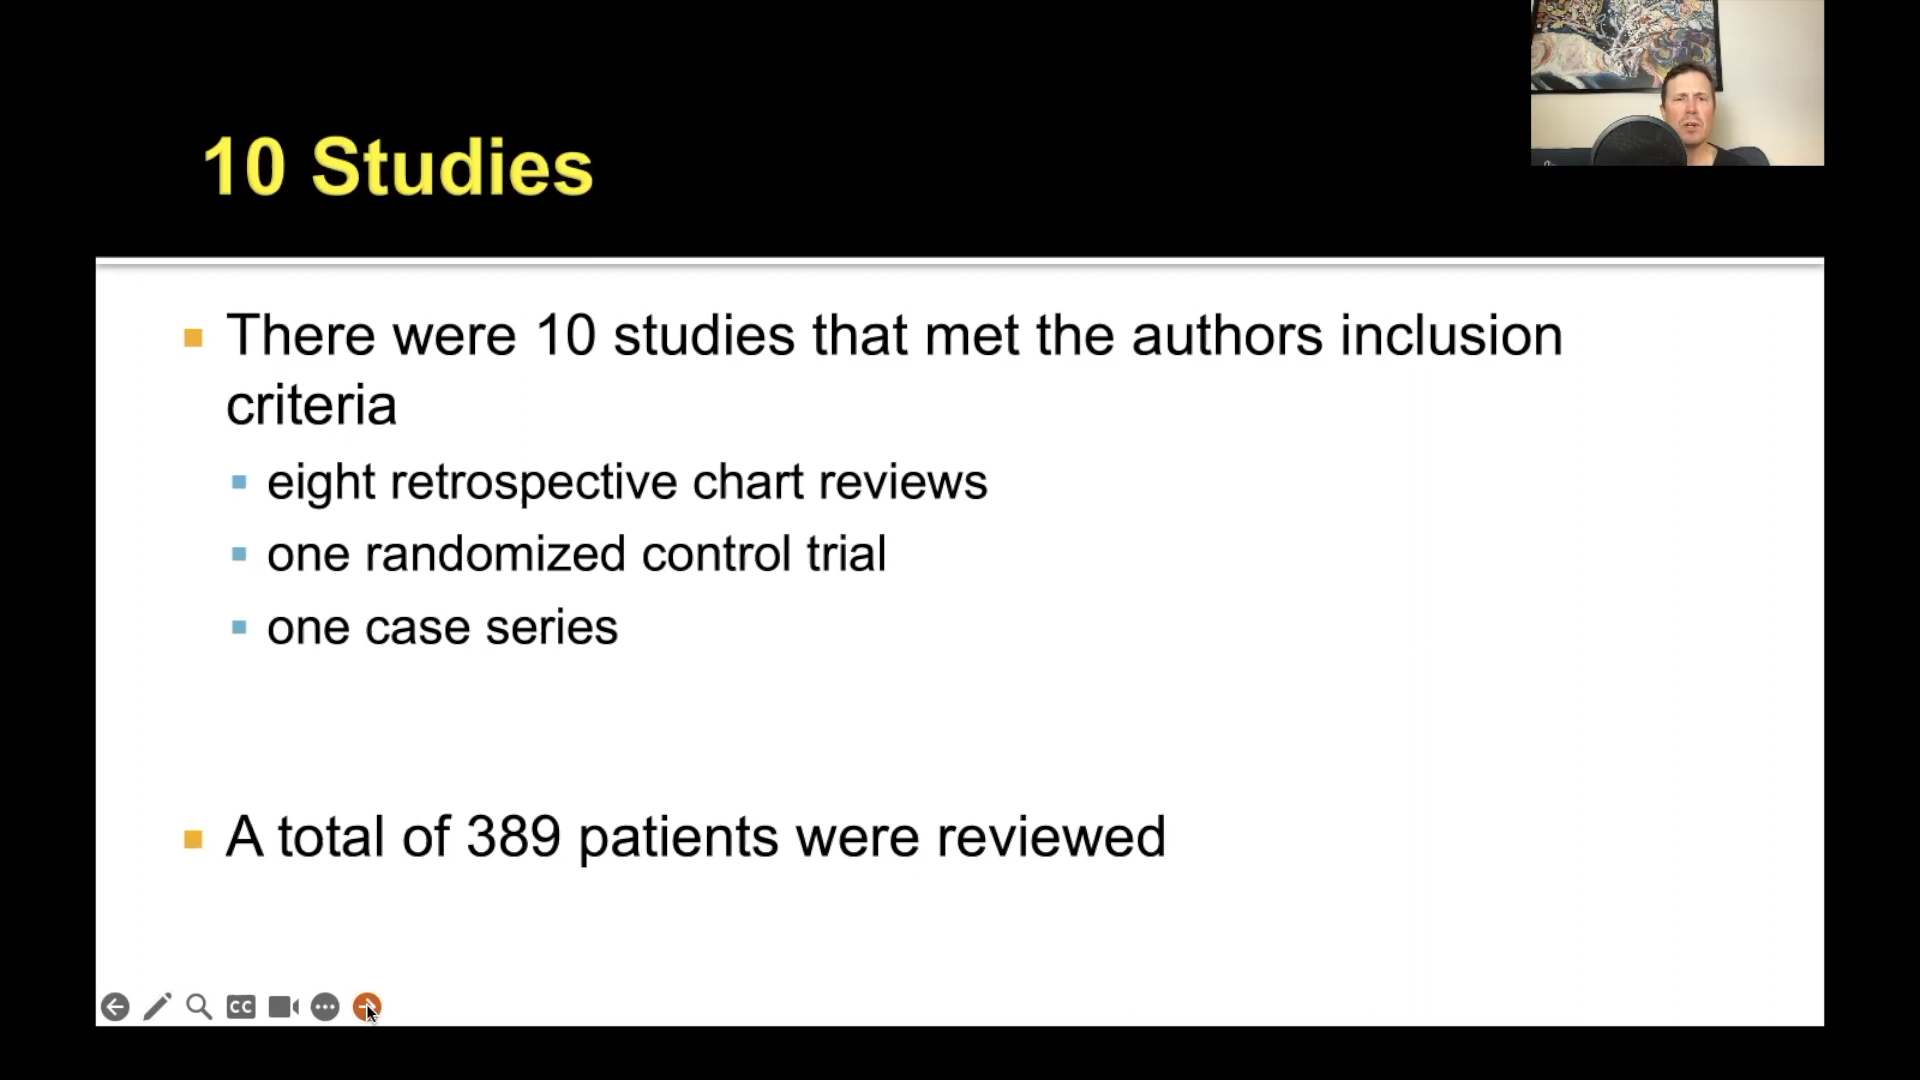 10 Studies
There were 10 studies that met the authors inclusion
criteria
eight retrospective chart reviews
one randomized control trial
one case series
A total of 389 patients were reviewed
CC